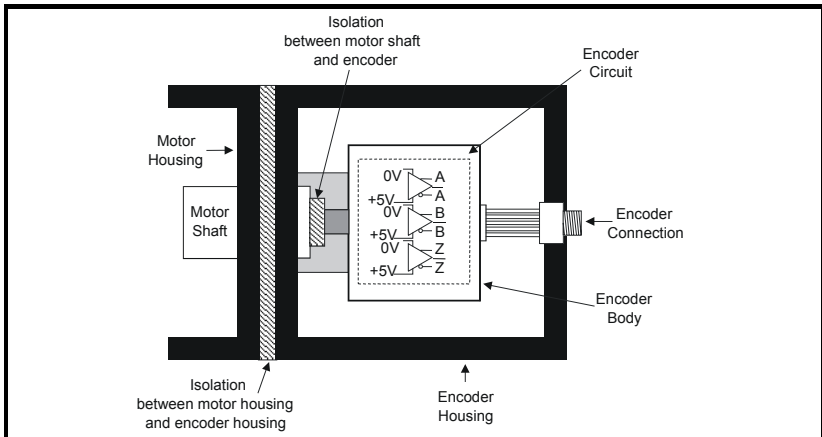 Isolation
between motor shaft
and encoder
Encoder
Circuit
Motor
Housing
Motor
Shaft
0V
A
+5V
A̅
0V
B
+5V
B̅
0V
Z
+5V
Z̅
Encoder
Connection
Encoder
Body
Isolation
between motor housing
and encoder housing
Encoder
Housing